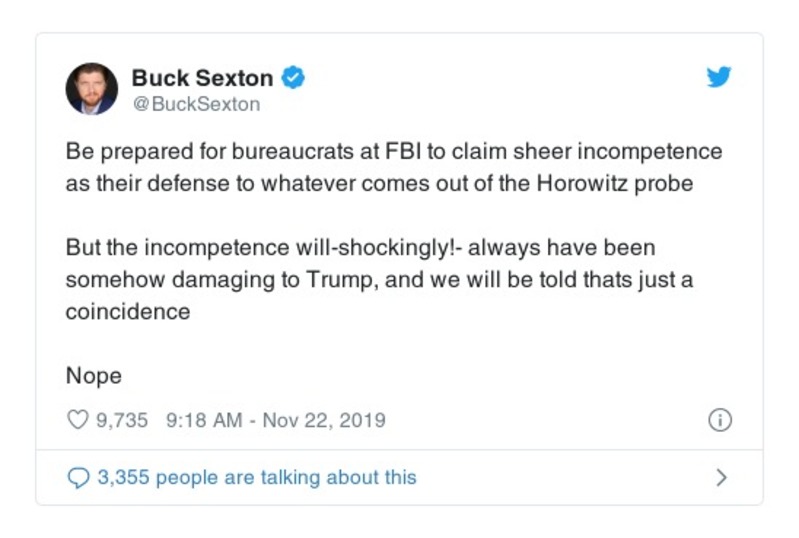 Buck Sexton
@BuckSexton
Be prepared for bureaucrats at FBI to claim sheer incompetence
as their defense to whatever comes out of the Horowitz probe
But the incompetence will-shockingly!- always have been
somehow damaging to Trump, and we will be told thats just a
coincidence
Nope
9,735 9:18 AM - Nov 22, 2019
3,355 people are talking about this